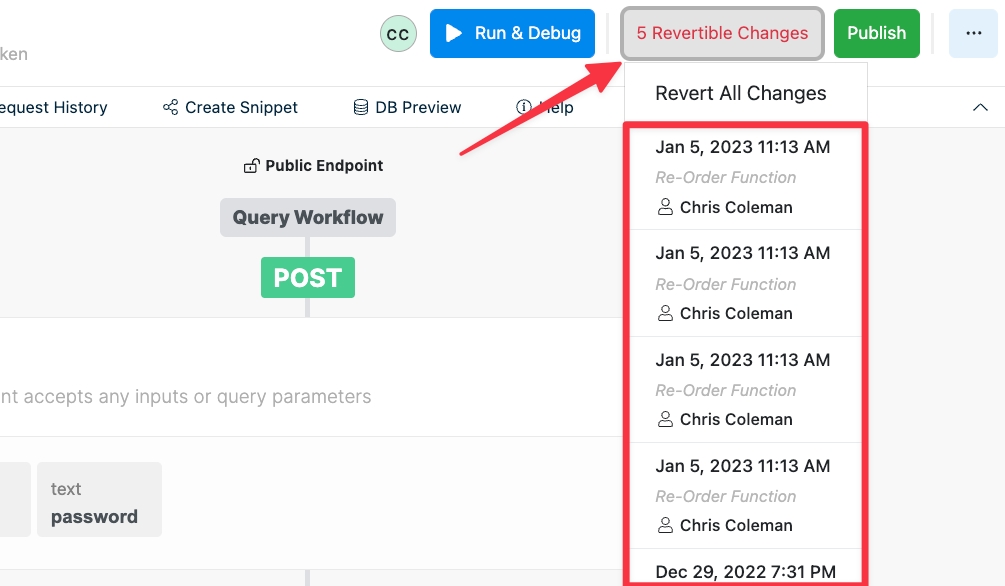 CC
Run & Debug
5 Revertible Changes
Publish
Revert All Changes
Request History
Create Snippet
DB Preview
Help
Public Endpoint
Query Workflow
POST
accepts any inputs or query parameters
text
password
Jan 5, 2023 11:13 AM
Re-Order Function
Chris Coleman
Jan 5, 2023 11:13 AM
Re-Order Function
Chris Coleman
Jan 5, 2023 11:13 AM
Re-Order Function
Chris Coleman
Jan 5, 2023 11:13 AM
Re-Order Function
Chris Coleman
Dec 29, 2022 7:31 PM